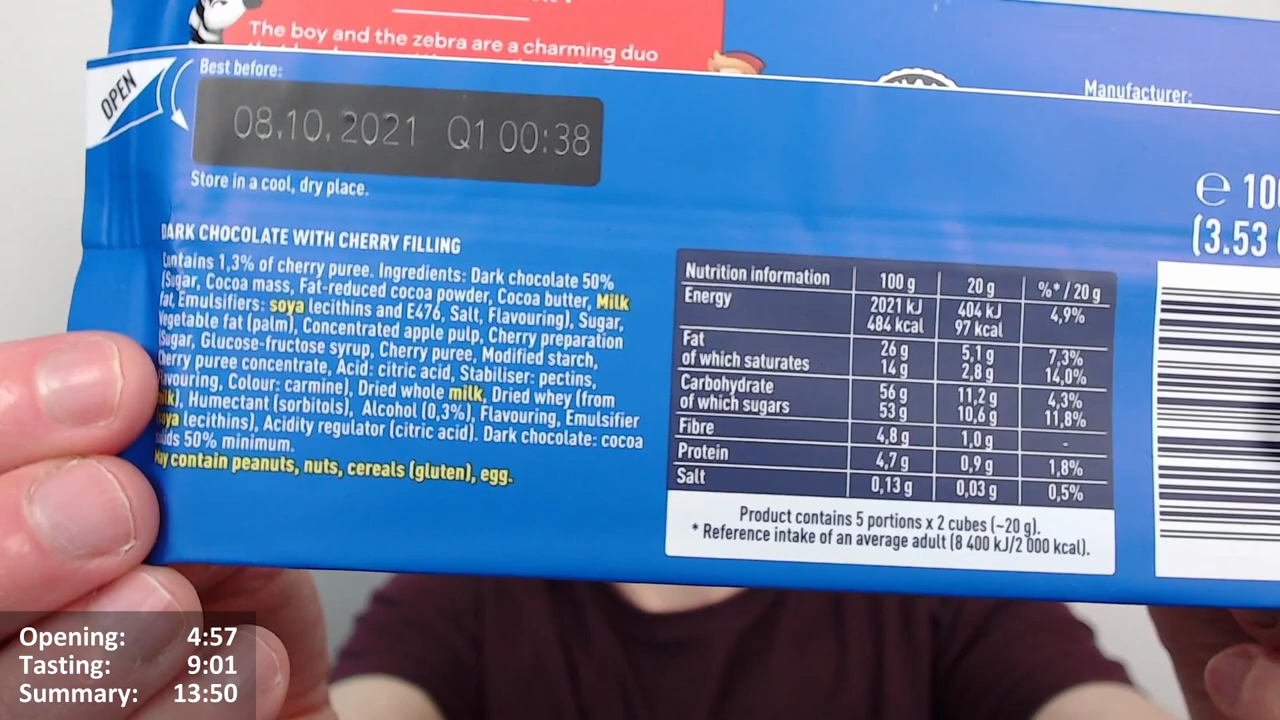 The boy and the zebra are a charming duo
OPEN
Best before:
08.10.2021 Q1 00:38
Store in a cool, dry place.
Manufacturer:
e 10
(3.53
DARK CHOCOLATE WITH CHERRY FILLING
Contains 1,3% of cherry puree. Ingredients: Dark chocolate 50%
(Sugar, Cocoa mass, Fat-reduced cocoa powder, Cocoa butter, Milk
fat, Emulsifiers: soya lecithins and E476, Salt, Flavouring), Sugar,
Vegetable fat (palm), Concentrated apple pulp, Cherry preparation
(Sugar, Glucose-fructose syrup, Cherry puree, Modified starch,
Cherry puree concentrate, Acid: citric acid, Stabiliser: pectins,
Flavouring, Colour: carmine), Dried whole milk, Dried whey (from
milk), Humectant (sorbitols), Alcohol (0,3%), Flavouring, Emulsifier
(soya lecithins), Acidity regulator (citric acid). Dark chocolate: cocoa
solids 50% minimum.
May contain peanuts, nuts, cereals (gluten), egg.
Nutrition information 100 g 20 g %* / 20 g
Energy 2021 kJ 404 kJ 4,9%
484 kcal 97 kcal
Fat 26 g 5,1 g 7,3%
of which saturates 14 g 2,8 g 14,0%
Carbohydrate 56 g 11,2 g 4,3%
of which sugars 53 g 10,6 g 11,8%
Fibre 4,8 g 1,0 g -
Protein 4,7 g 0,9 g 1,8%
Salt 0,13 g 0,03 g 0,5%
Product contains 5 portions x 2 cubes (~20 g).
* Reference intake of an average adult (8 400 kJ/2 000 kcal).
Opening: 4:57
Tasting: 9:01
Summary: 13:50